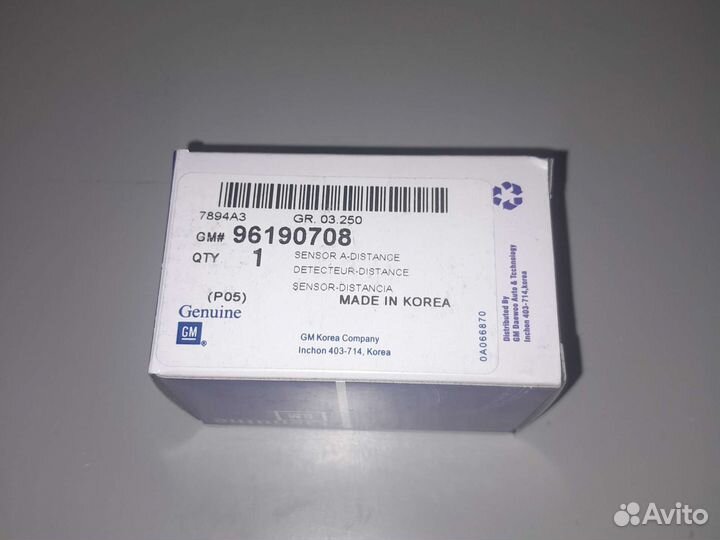 7894A3 GR. 03.250
GM# 96190708
QTY 1 SENSOR A-DISTANCE
DETECTEUR-DISTANCE
SENSOR-DISTANCIA
(P05) MADE IN KOREA
Genuine
GM
GM Korea Company
Inchon 403-714, Korea
0A066870
Distributed By
GM Daewoo Auto & Technology
Inchon 403-714,korea
GM
Genuine
Avito